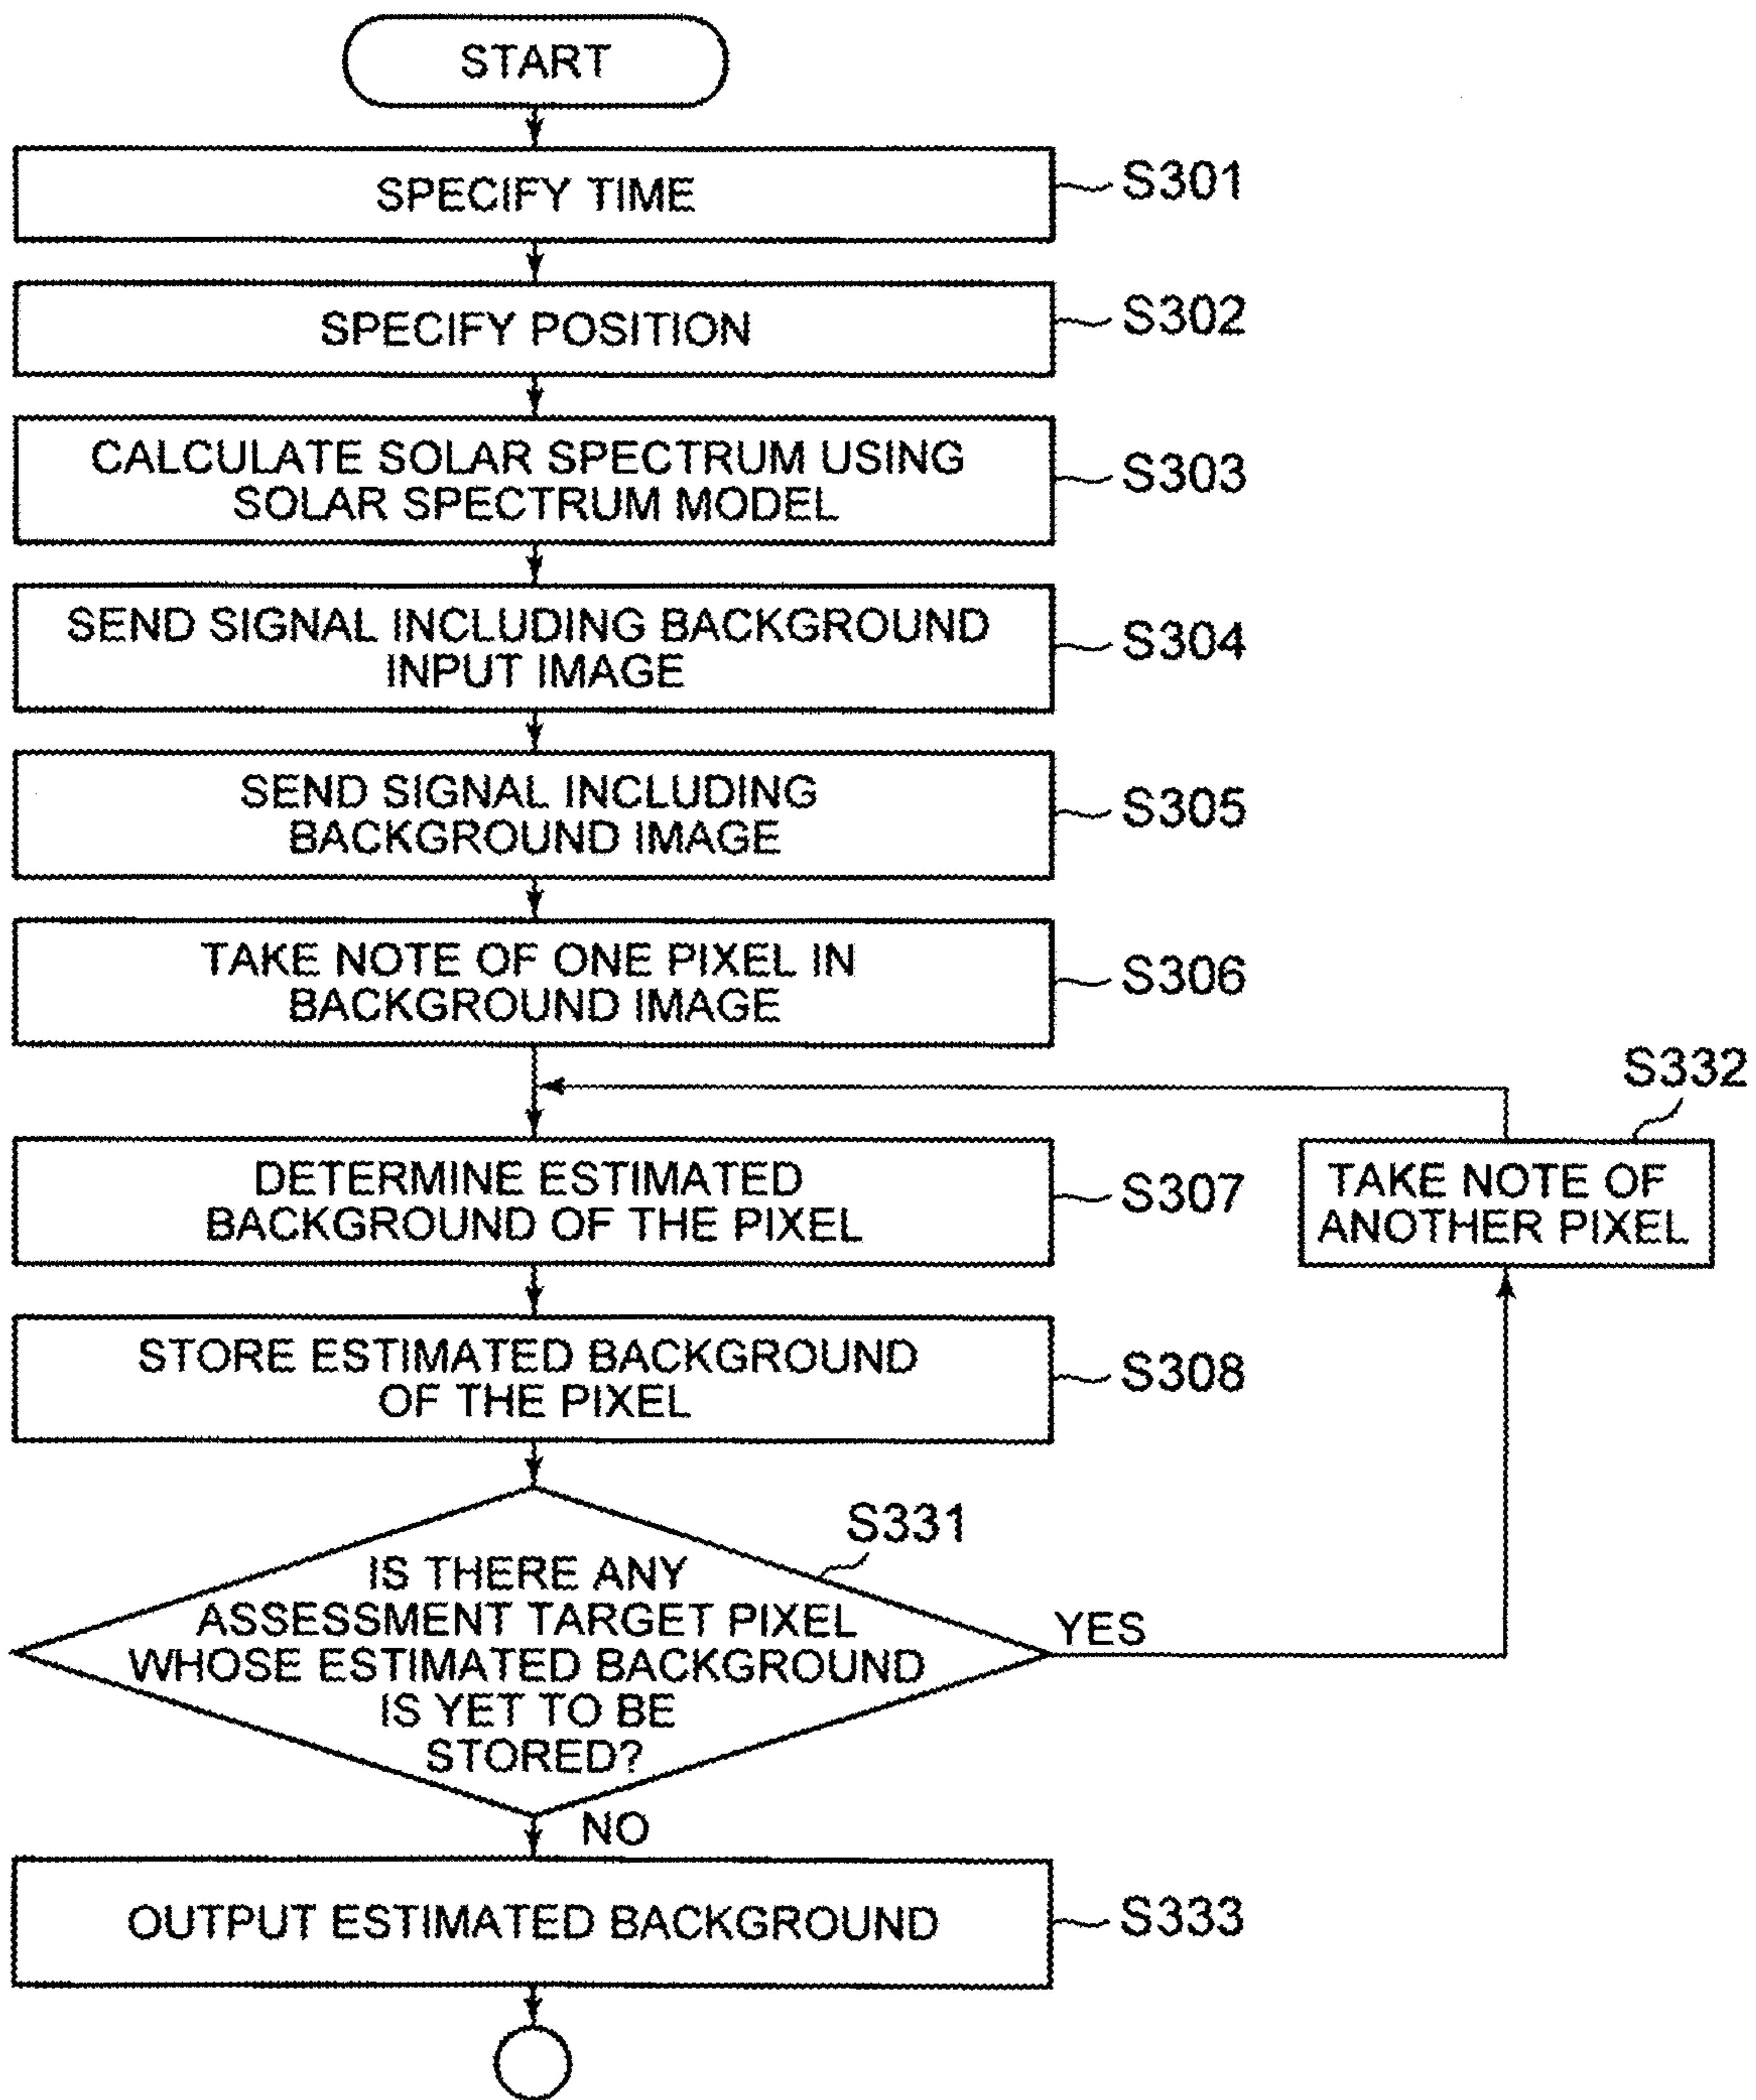 START
SPECIFY TIME
S301
SPECIFY POSITION
S302
CALCULATE SOLAR SPECTRUM USING
SOLAR SPECTRUM MODEL
S303
SEND SIGNAL INCLUDING BACKGROUND
INPUT IMAGE
S304
SEND SIGNAL INCLUDING
BACKGROUND IMAGE
S305
TAKE NOTE OF ONE PIXEL IN
BACKGROUND IMAGE
S306
S332
TAKE NOTE OF
ANOTHER PIXEL
DETERMINE ESTIMATED
BACKGROUND OF THE PIXEL
S307
STORE ESTIMATED BACKGROUND
OF THE PIXEL
S308
S331
IS THERE ANY
ASSESSMENT TARGET PIXEL
WHOSE ESTIMATED BACKGROUND
IS YET TO BE
STORED?
YES
NO
OUTPUT ESTIMATED BACKGROUND
S333